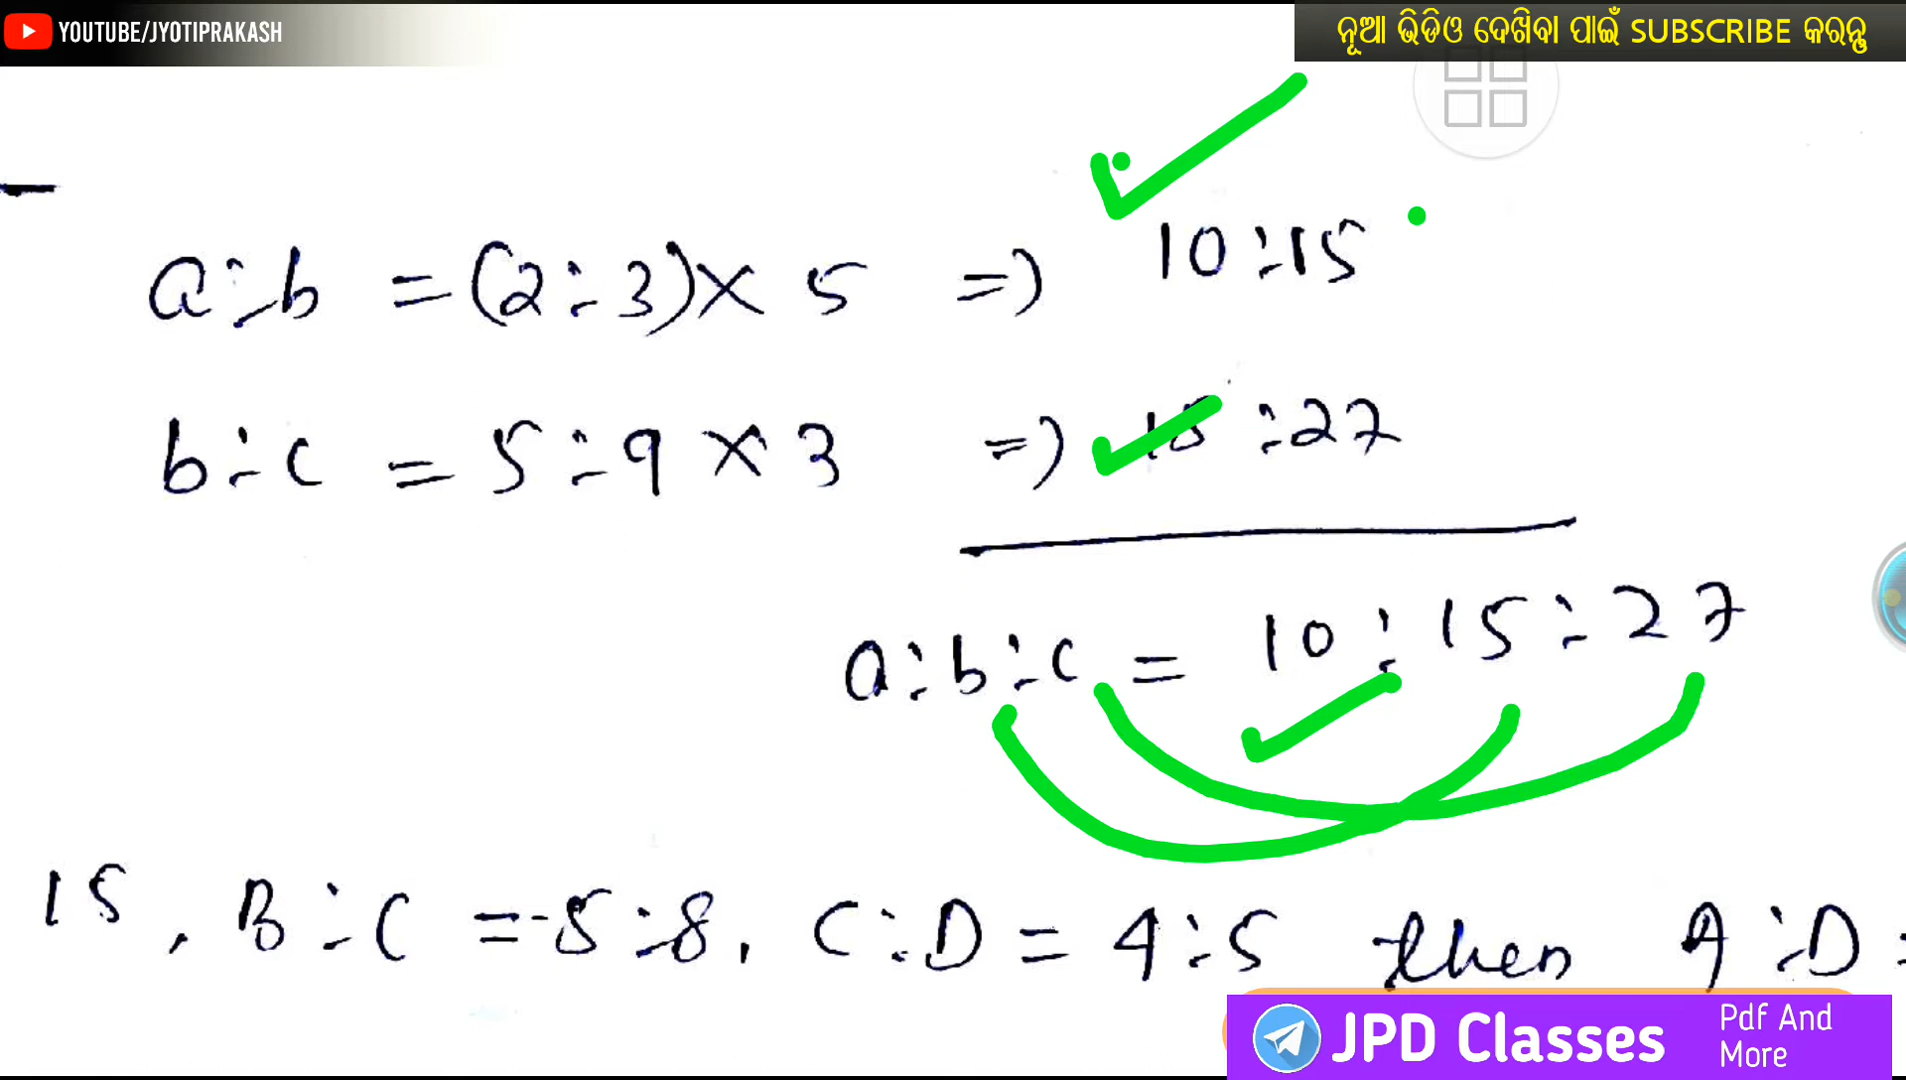 YOUTUBE/JYOTIPRAKASH
ନୂଆ ଭିଡିଓ ଦେଖିବା ପାଇଁ SUBSCRIBE କରନ୍ତୁ
a:b = (2:3)× 5 => 10:15
b:c = 5:9 × 3 => 15 :27
a:b:c = 10:15:27
15, B:C = 5:8, C:D = 4:5 then A:D =
JPD Classes
Pdf And
More